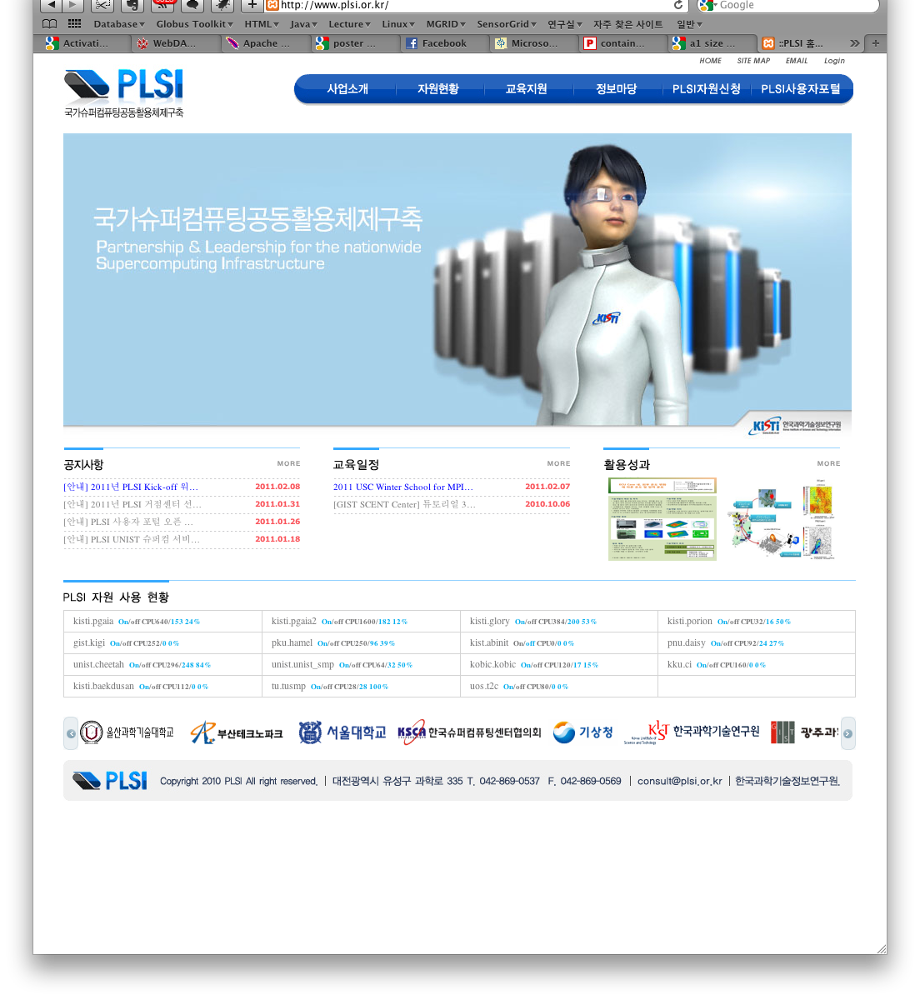 http://www.plsi.or.kr/
Google
Database Globus Toolkit HTML Java Lecture Linux MGRID SensorGrid 연구실 자주 찾은 사이트 일반
Activati... WebDA... Apache ... poster ... Facebook Microso... contain... a1 size ... ::PLSI 홈...
HOME SITE MAP EMAIL Login
PLSI
국가슈퍼컴퓨팅공동활용체제구축
사업소개 자원현황 교육지원 정보마당 PLSI자원신청 PLSI사용자포털
국가슈퍼컴퓨팅공동활용체제구축
Partnership & Leadership for the nationwide
Supercomputing Infrastructure
KiSTi
KiSTi 한국과학기술정보연구원
공지사항 MORE
[안내] 2011년 PLSI Kick-off 워... 2011.02.08
[안내] 2011년 PLSI 거점센터 선... 2011.01.31
[안내] PLSI 사용자 포털 오픈 ... 2011.01.26
[안내] PLSI UNIST 슈퍼컴 서비... 2011.01.18
교육일정 MORE
2011 USC Winter School for MPI... 2011.02.07
[GIST SCENT Center] 튜토리얼 3... 2010.10.06
활용성과 MORE
PLSI 자원 사용 현황
kisti.pgaia On/off CPU640/153 24% kisti.pgaia2 On/off CPU1600/182 12% kisti.glory On/off CPU384/200 53% kisti.porion On/off CPU32/16 50%
gist.kigi On/off CPU252/0 0% pku.hamel On/off CPU250/96 39% kist.abinit On/off CPU0/0 0% pnu.daisy On/off CPU92/24 27%
unist.cheetah On/off CPU296/248 84% unist.unist_smp On/off CPU64/32 50% kobic.kobic On/off CPU120/17 15% kku.ci On/off CPU160/0 0%
kisti.baekdusan On/off CPU112/0 0% tu.tusmp On/off CPU28/28 100% uos.t2c On/off CPU80/0 0%
울산과학기술대학교 부산테크노파크 서울대학교 KSCA 한국슈퍼컴퓨팅센터협의회 기상청 KIST 한국과학기술연구원 GIST 광주과
PLSI Copyright 2010 PLSI All right reserved. | 대전광역시 유성구 과학로 335 T. 042-869-0537 F. 042-869-0569 | consult@plsi.or.kr | 한국과학기술정보연구원.